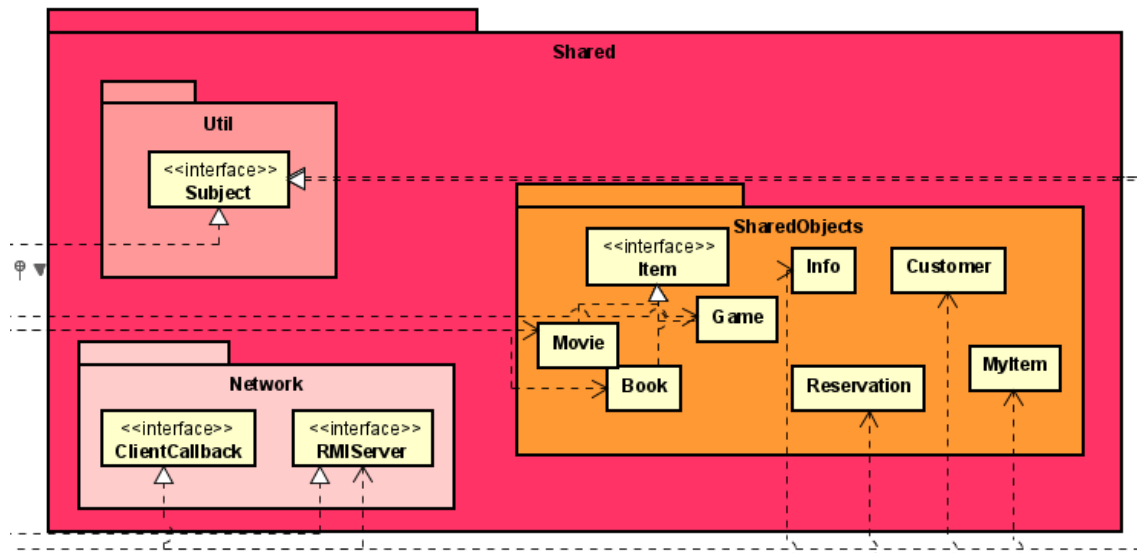 Shared
Util
<<interface>>
Subject
SharedObjects
<<interface>>
Item
Info
Customer
Game
Movie
Book
Reservation
MyItem
Network
<<interface>>
ClientCallback
<<interface>>
RMIServer